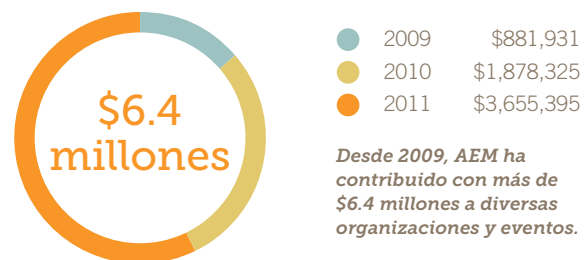 $6.4
millones
2009 $881,931
2010 $1,878,325
2011 $3,655,395
Desde 2009, AEM ha
contribuido con más de
$6.4 millones a diversas
organizaciones y eventos.